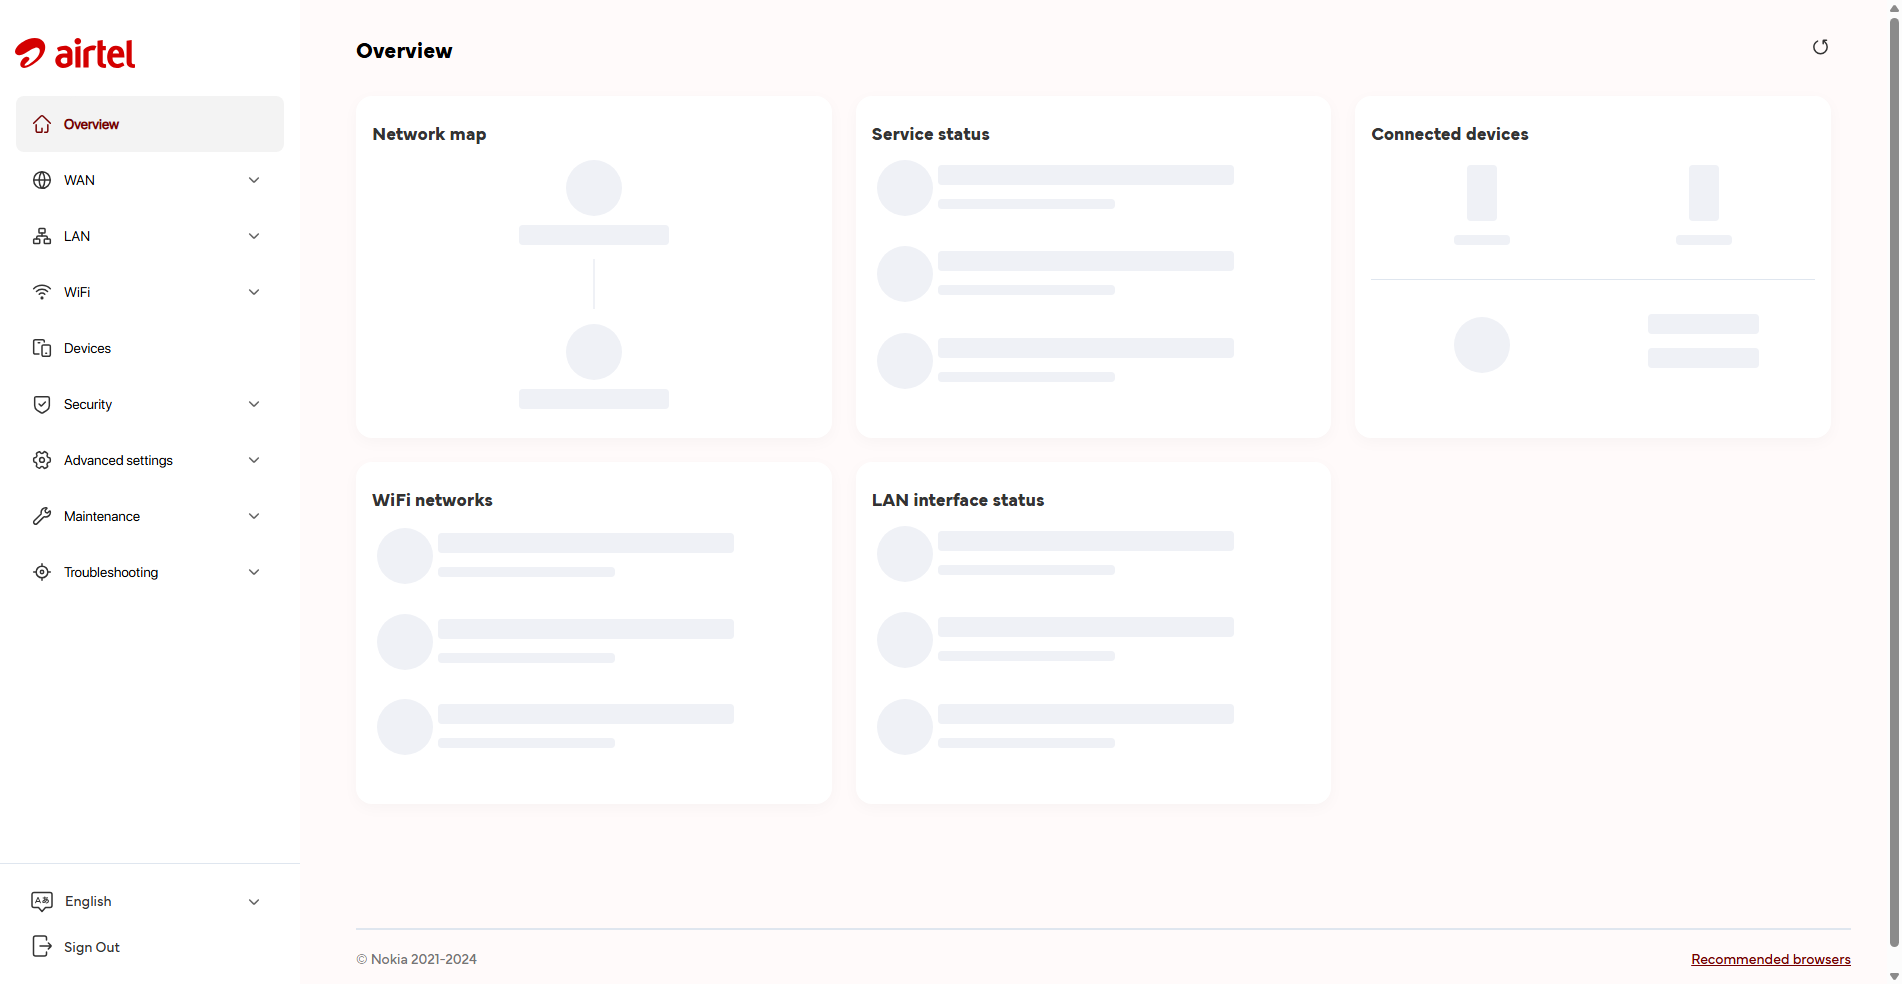 airtel
Overview
WAN
LAN
WiFi
Devices
Security
Advanced settings
Maintenance
Troubleshooting
English
Sign Out
Overview
Network map
Service status
Connected devices
WiFi networks
LAN interface status
© Nokia 2021-2024
Recommended browsers